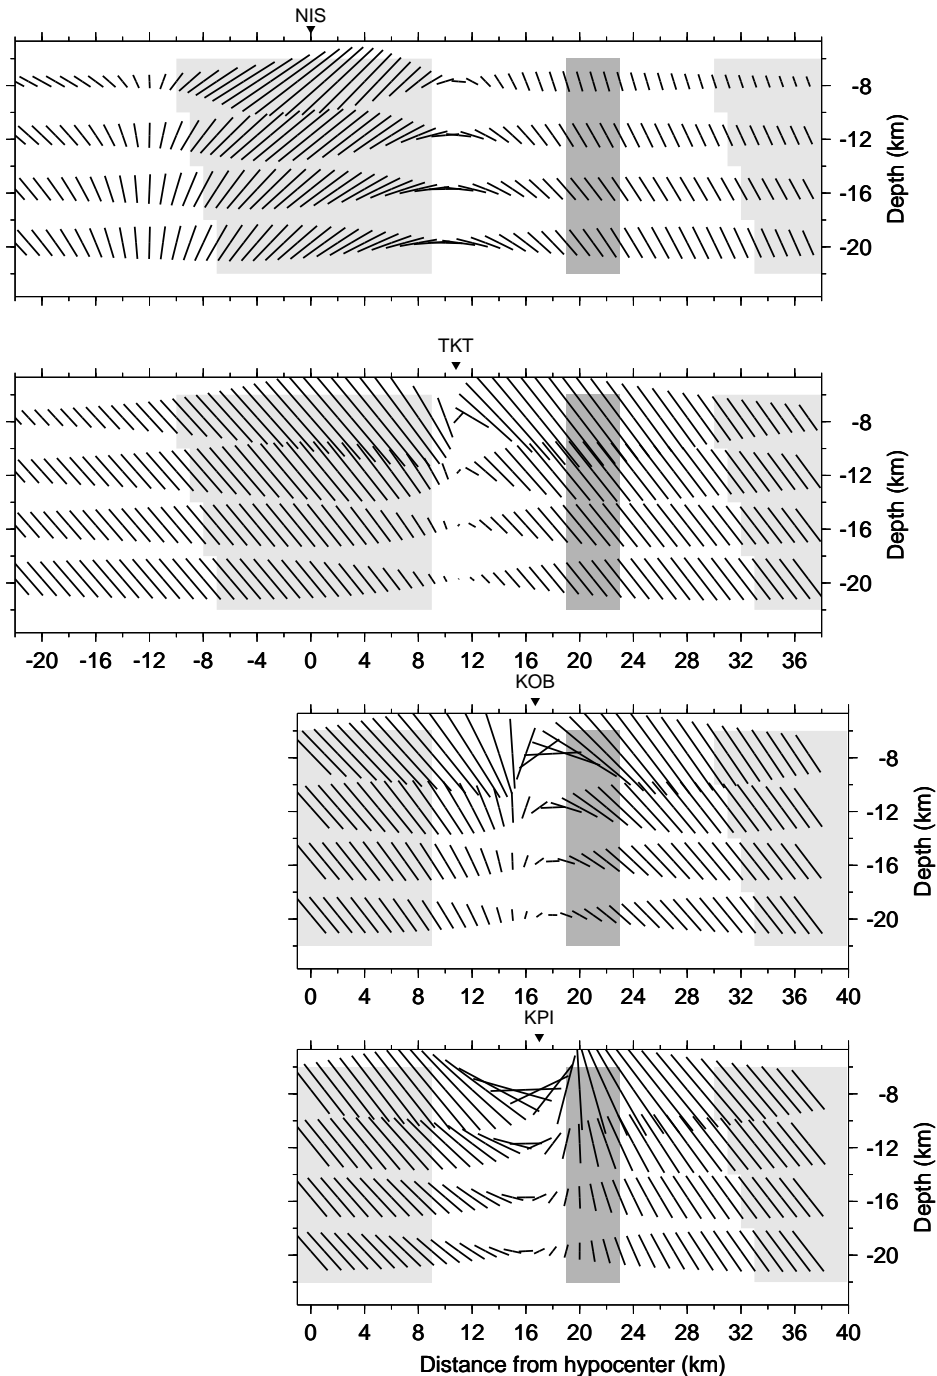 NIS
-8
-12
-16
-20
Depth (km)
TKT
-8
-12
-16
-20
Depth (km)
-20 -16 -12 -8 -4 0 4 8 12 16 20 24 28 32 36
KOB
-8
-12
-16
-20
Depth (km)
0 4 8 12 16 20 24 28 32 36 40
KPI
-8
-12
-16
-20
Depth (km)
0 4 8 12 16 20 24 28 32 36 40
Distance from hypocenter (km)